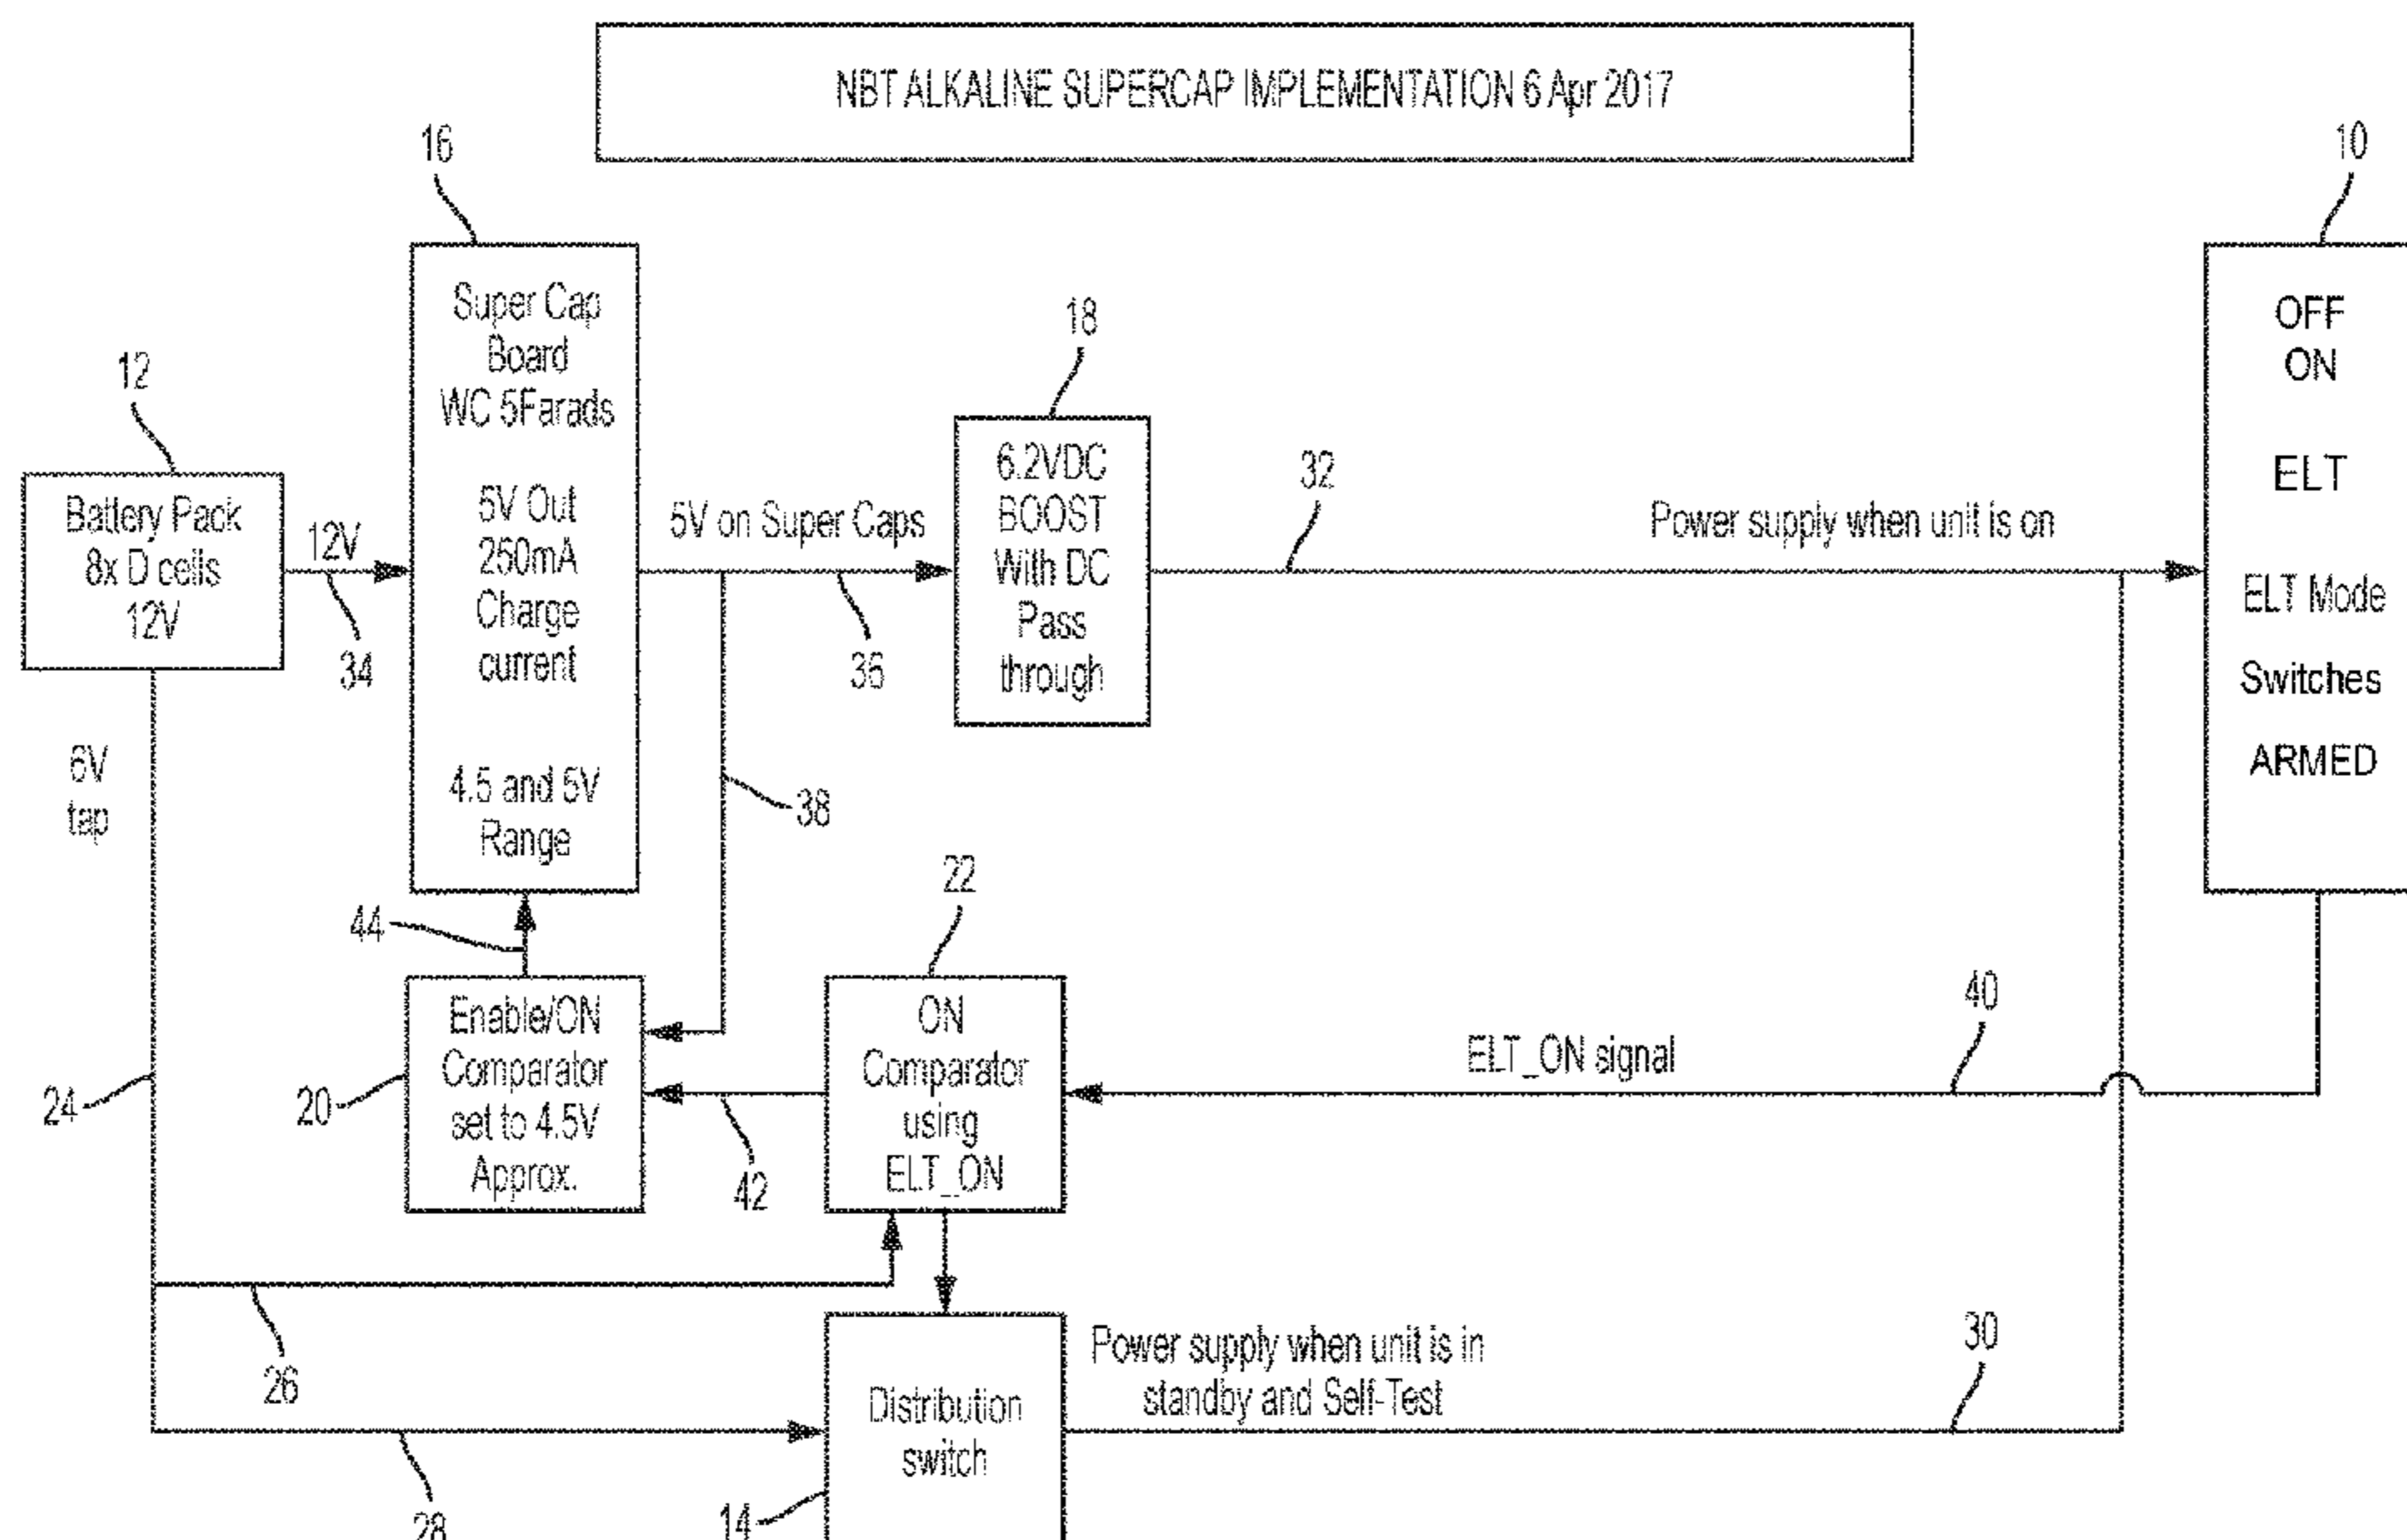 NBT ALKALINE SUPERCAP IMPLEMENTATION 6 Apr 2017
16
10
Super Cap
Board
WC 5Farads
5V Out
250mA
Charge
current
4.5 and 5V
Range
18
12
Battery Pack
8x D cells
12V
12V
34
5V on Super Caps
36
6.2VDC
BOOST
With DC
Pass
through
32
Power supply when unit is on
OFF
ON
ELT
ELT Mode
Switches
ARMED
6V
tap
38
22
44
24
20
Enable/ON
Comparator
set to 4.5V
Approx.
42
ON
Comparator
using
ELT_ON
ELT_ON signal
40
26
28
14
Distribution
switch
Power supply when unit is in
standby and Self-Test
30